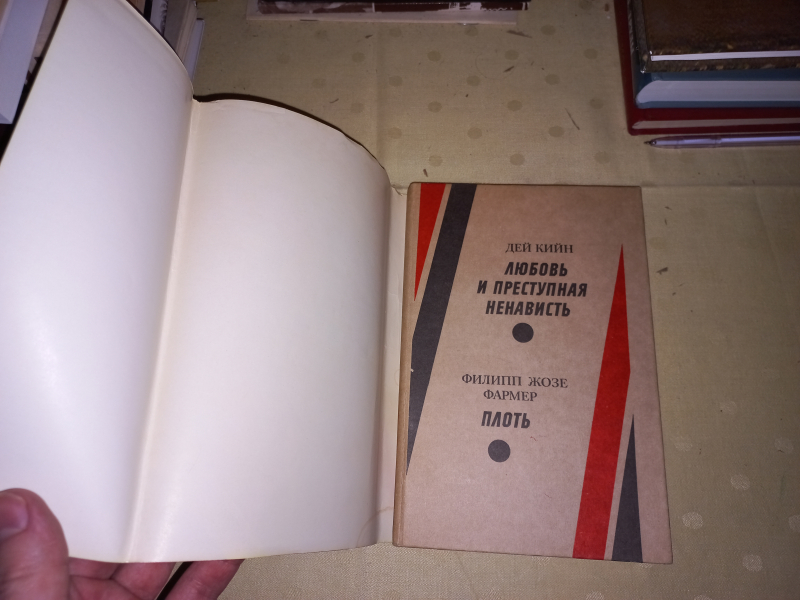 ДЕЙ КИЙН
ЛЮБОВЬ
И ПРЕСТУПНАЯ
НЕНАВИСТЬ
ФИЛИПП ЖОЗЕ
ФАРМЕР
ПЛОТЬ